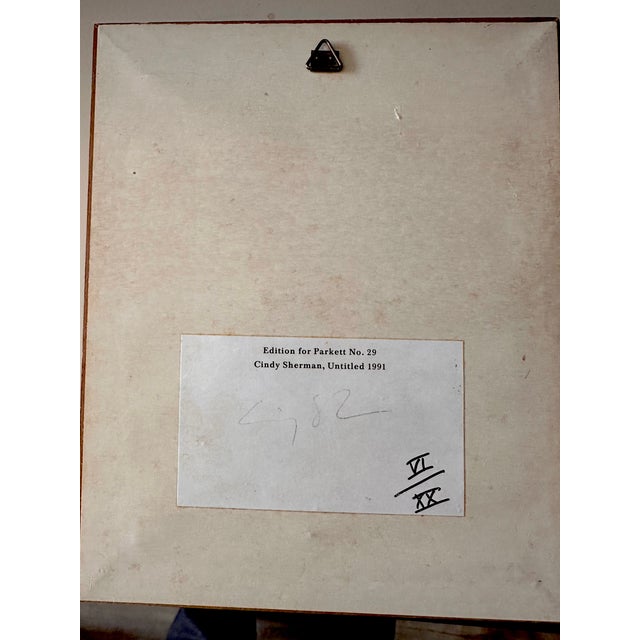 Edition for Parkett No. 29
Cindy Sherman, Untitled 1991
VI
XX